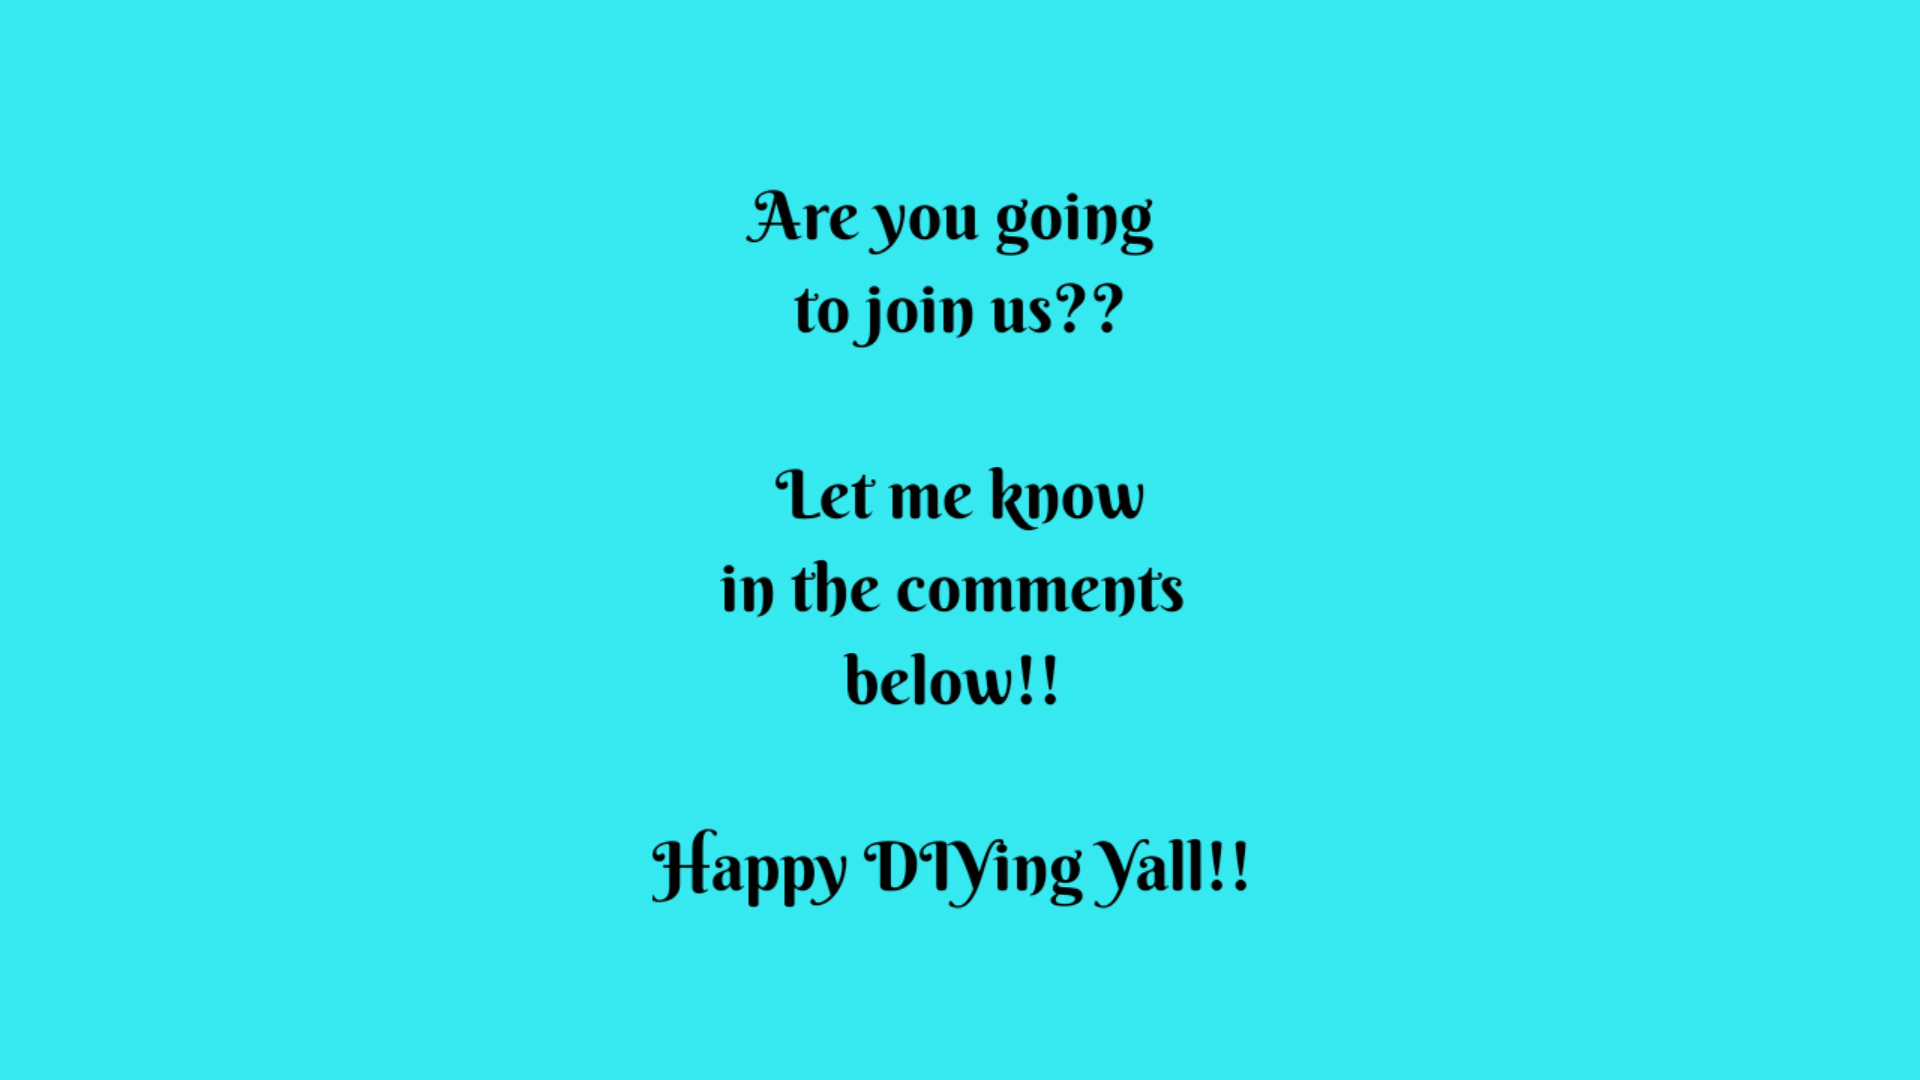 Are you going
to join us??
Let me know
in the comments
below!!
Happy DIYing Yall!!